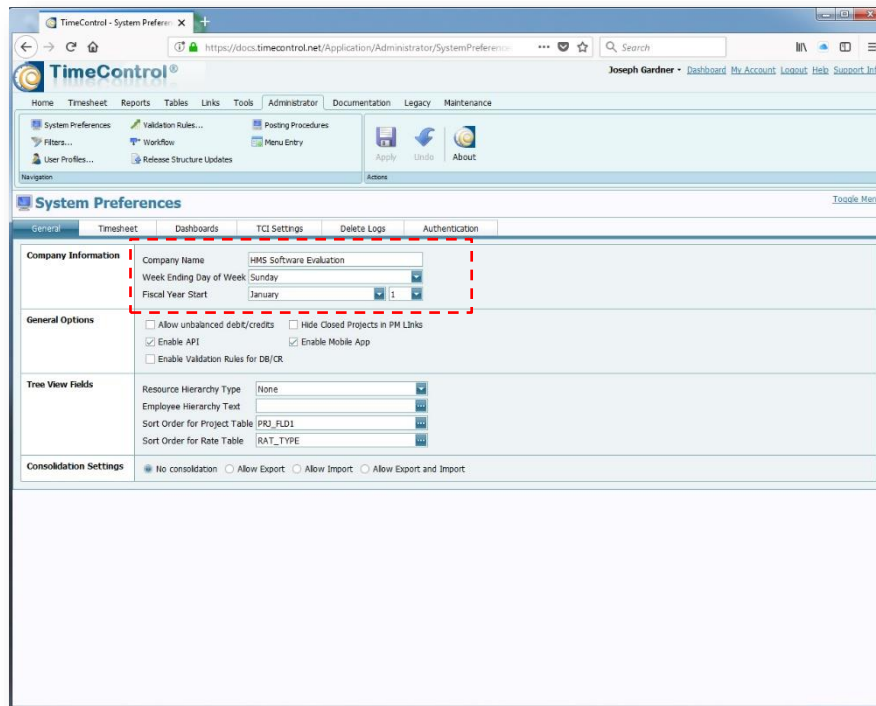 TimeControl - System Preferen
https://docs.timecontrol.net/Application/Administrator/SystemPreference
Search
TimeControl®
Joseph Gardner • Dashboard My Account Logout Help Support Inf
Home Timesheet Reports Tables Links Tools Administrator Documentation Legacy Maintenance
System Preferences Validation Rules... Posting Procedures
Filters... Workflow Menu Entry
User Profiles... Release Structure Updates
Apply Undo About
Navigation Actions
System Preferences
Toggle Men
General Timesheet Dashboards TCI Settings Delete Logs Authentication
Company Information
Company Name HMS Software Evaluation
Week Ending Day of Week Sunday
Fiscal Year Start January 1
General Options
Allow unbalanced debt/credits Hide Closed Projects in PM LInks
Enable API Enable Mobile App
Enable Validation Rules for DB/CR
Tree View Fields
Resource Hierarchy Type None
Employee Hierarchy Text
Sort Order for Project Table PRJ_FLD1
Sort Order for Rate Table RAT_TYPE
Consolidation Settings No consolidation Allow Export Allow Import Allow Export and Import